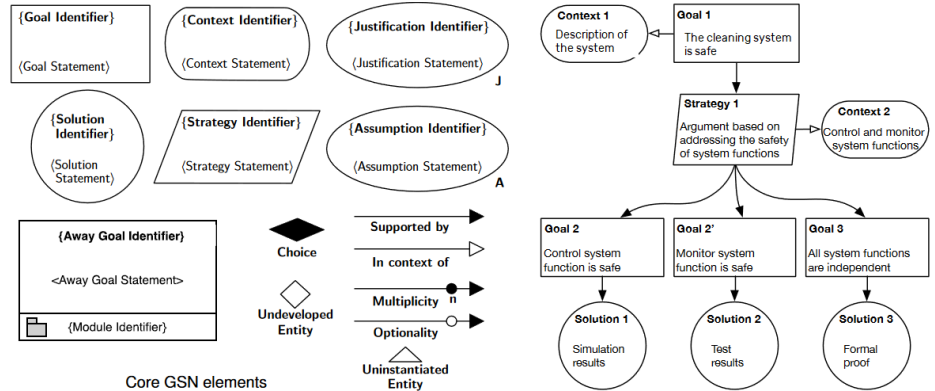 {Goal Identifier}
⟨Goal Statement⟩
{Context Identifier}
⟨Context Statement⟩
{Justification Identifier}
⟨Justification Statement⟩
J
{Solution
Identifier}
⟨Solution
Statement⟩
{Strategy Identifier}
⟨Strategy Statement⟩
{Assumption Identifier}
⟨Assumption Statement⟩
A
{Away Goal Identifier}
<Away Goal Statement>
{Module Identifier}
Choice
Undeveloped
Entity
Supported by
In context of
Multiplicity
n
Optionality
Uninstantiated
Entity
Core GSN elements
Context 1
Description of
the system
Goal 1
The cleaning system
is safe
Strategy 1
Argument based on
addressing the safety
of system functions
Context 2
Control and monitor
system functions
Goal 2
Control system
function is safe
Goal 2'
Monitor system
function is safe
Goal 3
All system functions
are independent
Solution 1
Simulation
results
Solution 2
Test
results
Solution 3
Formal
proof